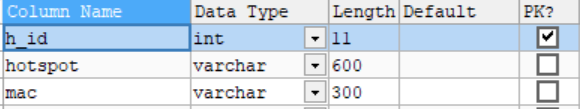 Column Name Data Type Length Default PK?
h_id int 11
hotspot varchar 600
mac varchar 300